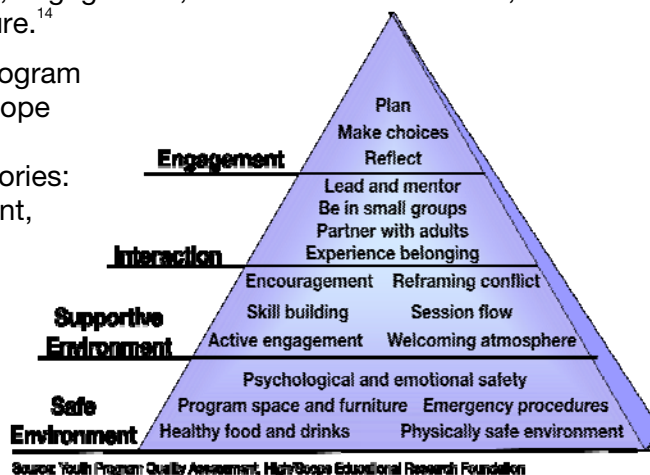 ure.14
ogram
ope
ories:
nt,
Plan
Make choices
Engagement Reflect
Lead and mentor
Be in small groups
Partner with adults
Interaction Experience belonging
Encouragement Reframing conflict
Skill building Session flow
Supportive Environment
Active engagement Welcoming atmosphere
Psychological and emotional safety
Safe Environment
Program space and furniture Emergency procedures
Healthy food and drinks Physically safe environment
Source: Youth Program Quality Assessment, High/Scope Educational Research Foundation